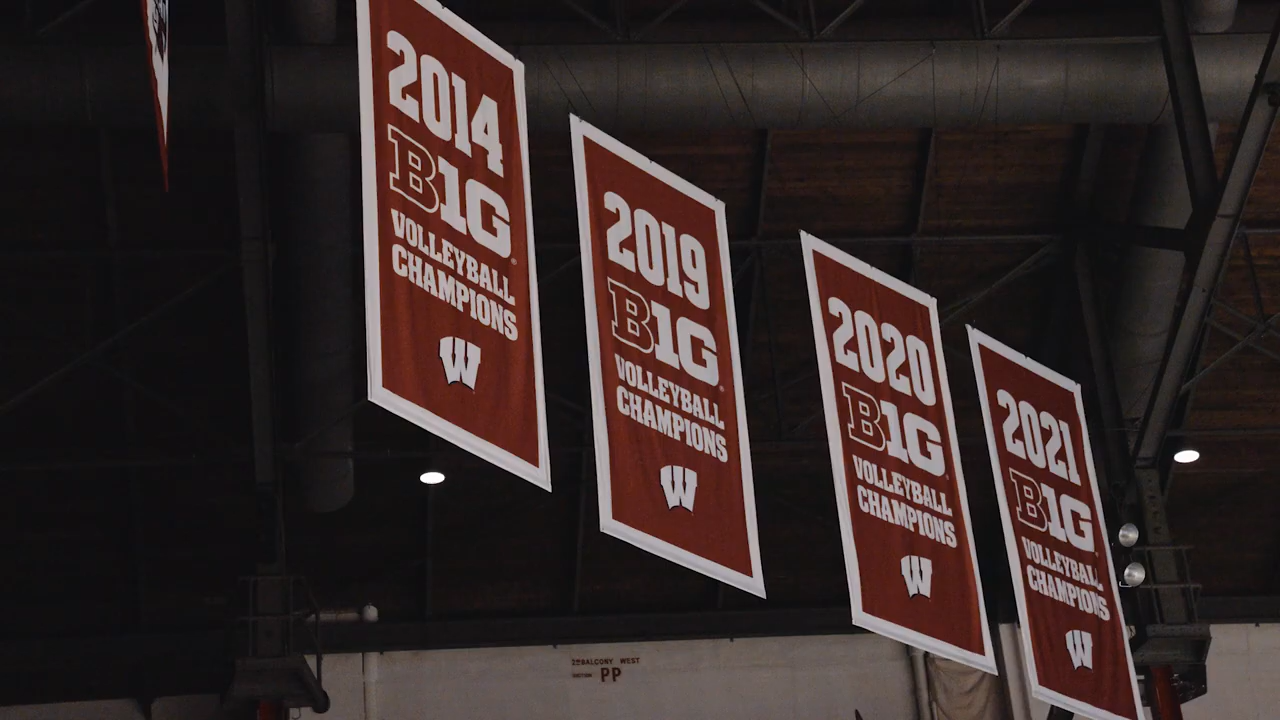 2014
B1G
VOLLEYBALL
CHAMPIONS
W
2019
B1G
VOLLEYBALL
CHAMPIONS
W
2020
B1G
VOLLEYBALL
CHAMPIONS
W
2021
B1G
VOLLEYBALL
CHAMPIONS
W
BALCONY WEST
SECTION PP